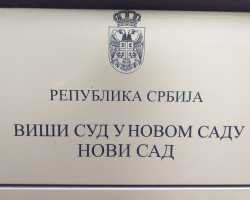 РЕПУБЛИКА СРБИЈА
ВИШИ СУД У НОВОМ САДУ
НОВИ САД